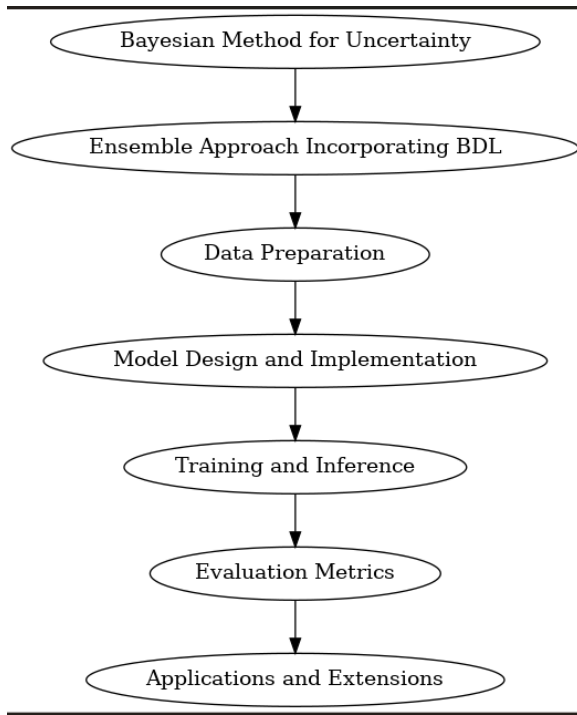 Bayesian Method for Uncertainty
Ensemble Approach Incorporating BDL
Data Preparation
Model Design and Implementation
Training and Inference
Evaluation Metrics
Applications and Extensions